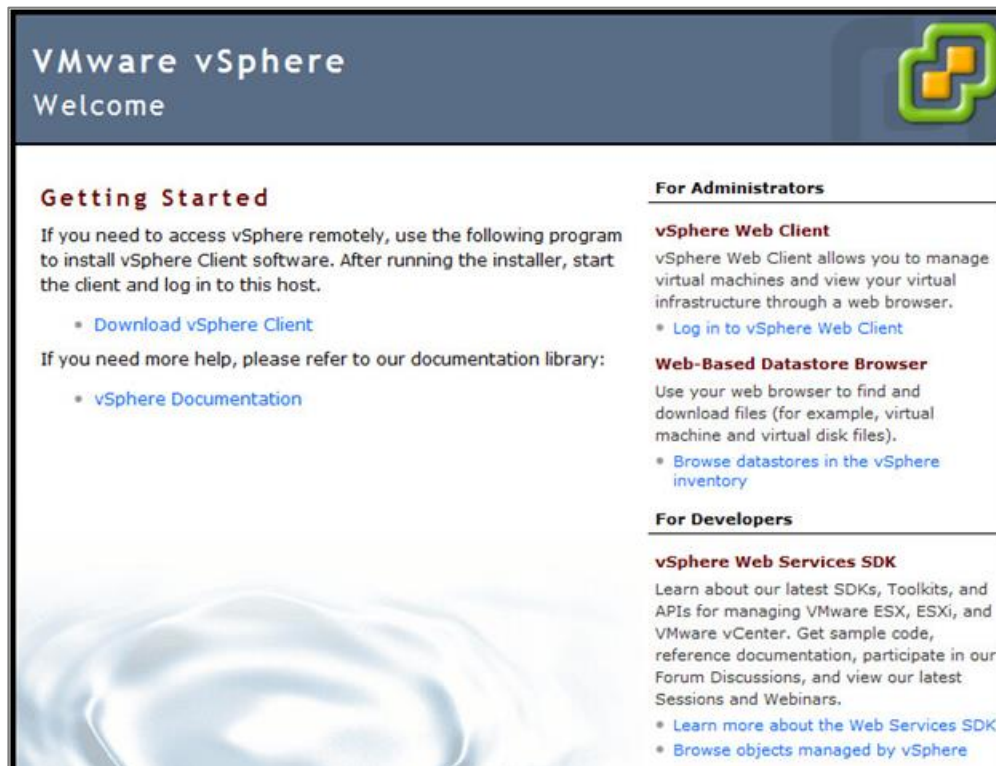 VMware vSphere
Welcome
Getting Started
If you need to access vSphere remotely, use the following program
to install vSphere Client software. After running the installer, start
the client and log in to this host.
Download vSphere Client
If you need more help, please refer to our documentation library:
vSphere Documentation
For Administrators
vSphere Web Client
vSphere Web Client allows you to manage
virtual machines and view your virtual
infrastructure through a web browser.
Log in to vSphere Web Client
Web-Based Datastore Browser
Use your web browser to find and
download files (for example, virtual
machine and virtual disk files).
Browse datastores in the vSphere
inventory
For Developers
vSphere Web Services SDK
Learn about our latest SDKs, Toolkits, and
APIs for managing VMware ESX, ESXi, and
VMware vCenter. Get sample code,
reference documentation, participate in our
Forum Discussions, and view our latest
Sessions and Webinars.
Learn more about the Web Services SDK
Browse objects managed by vSphere